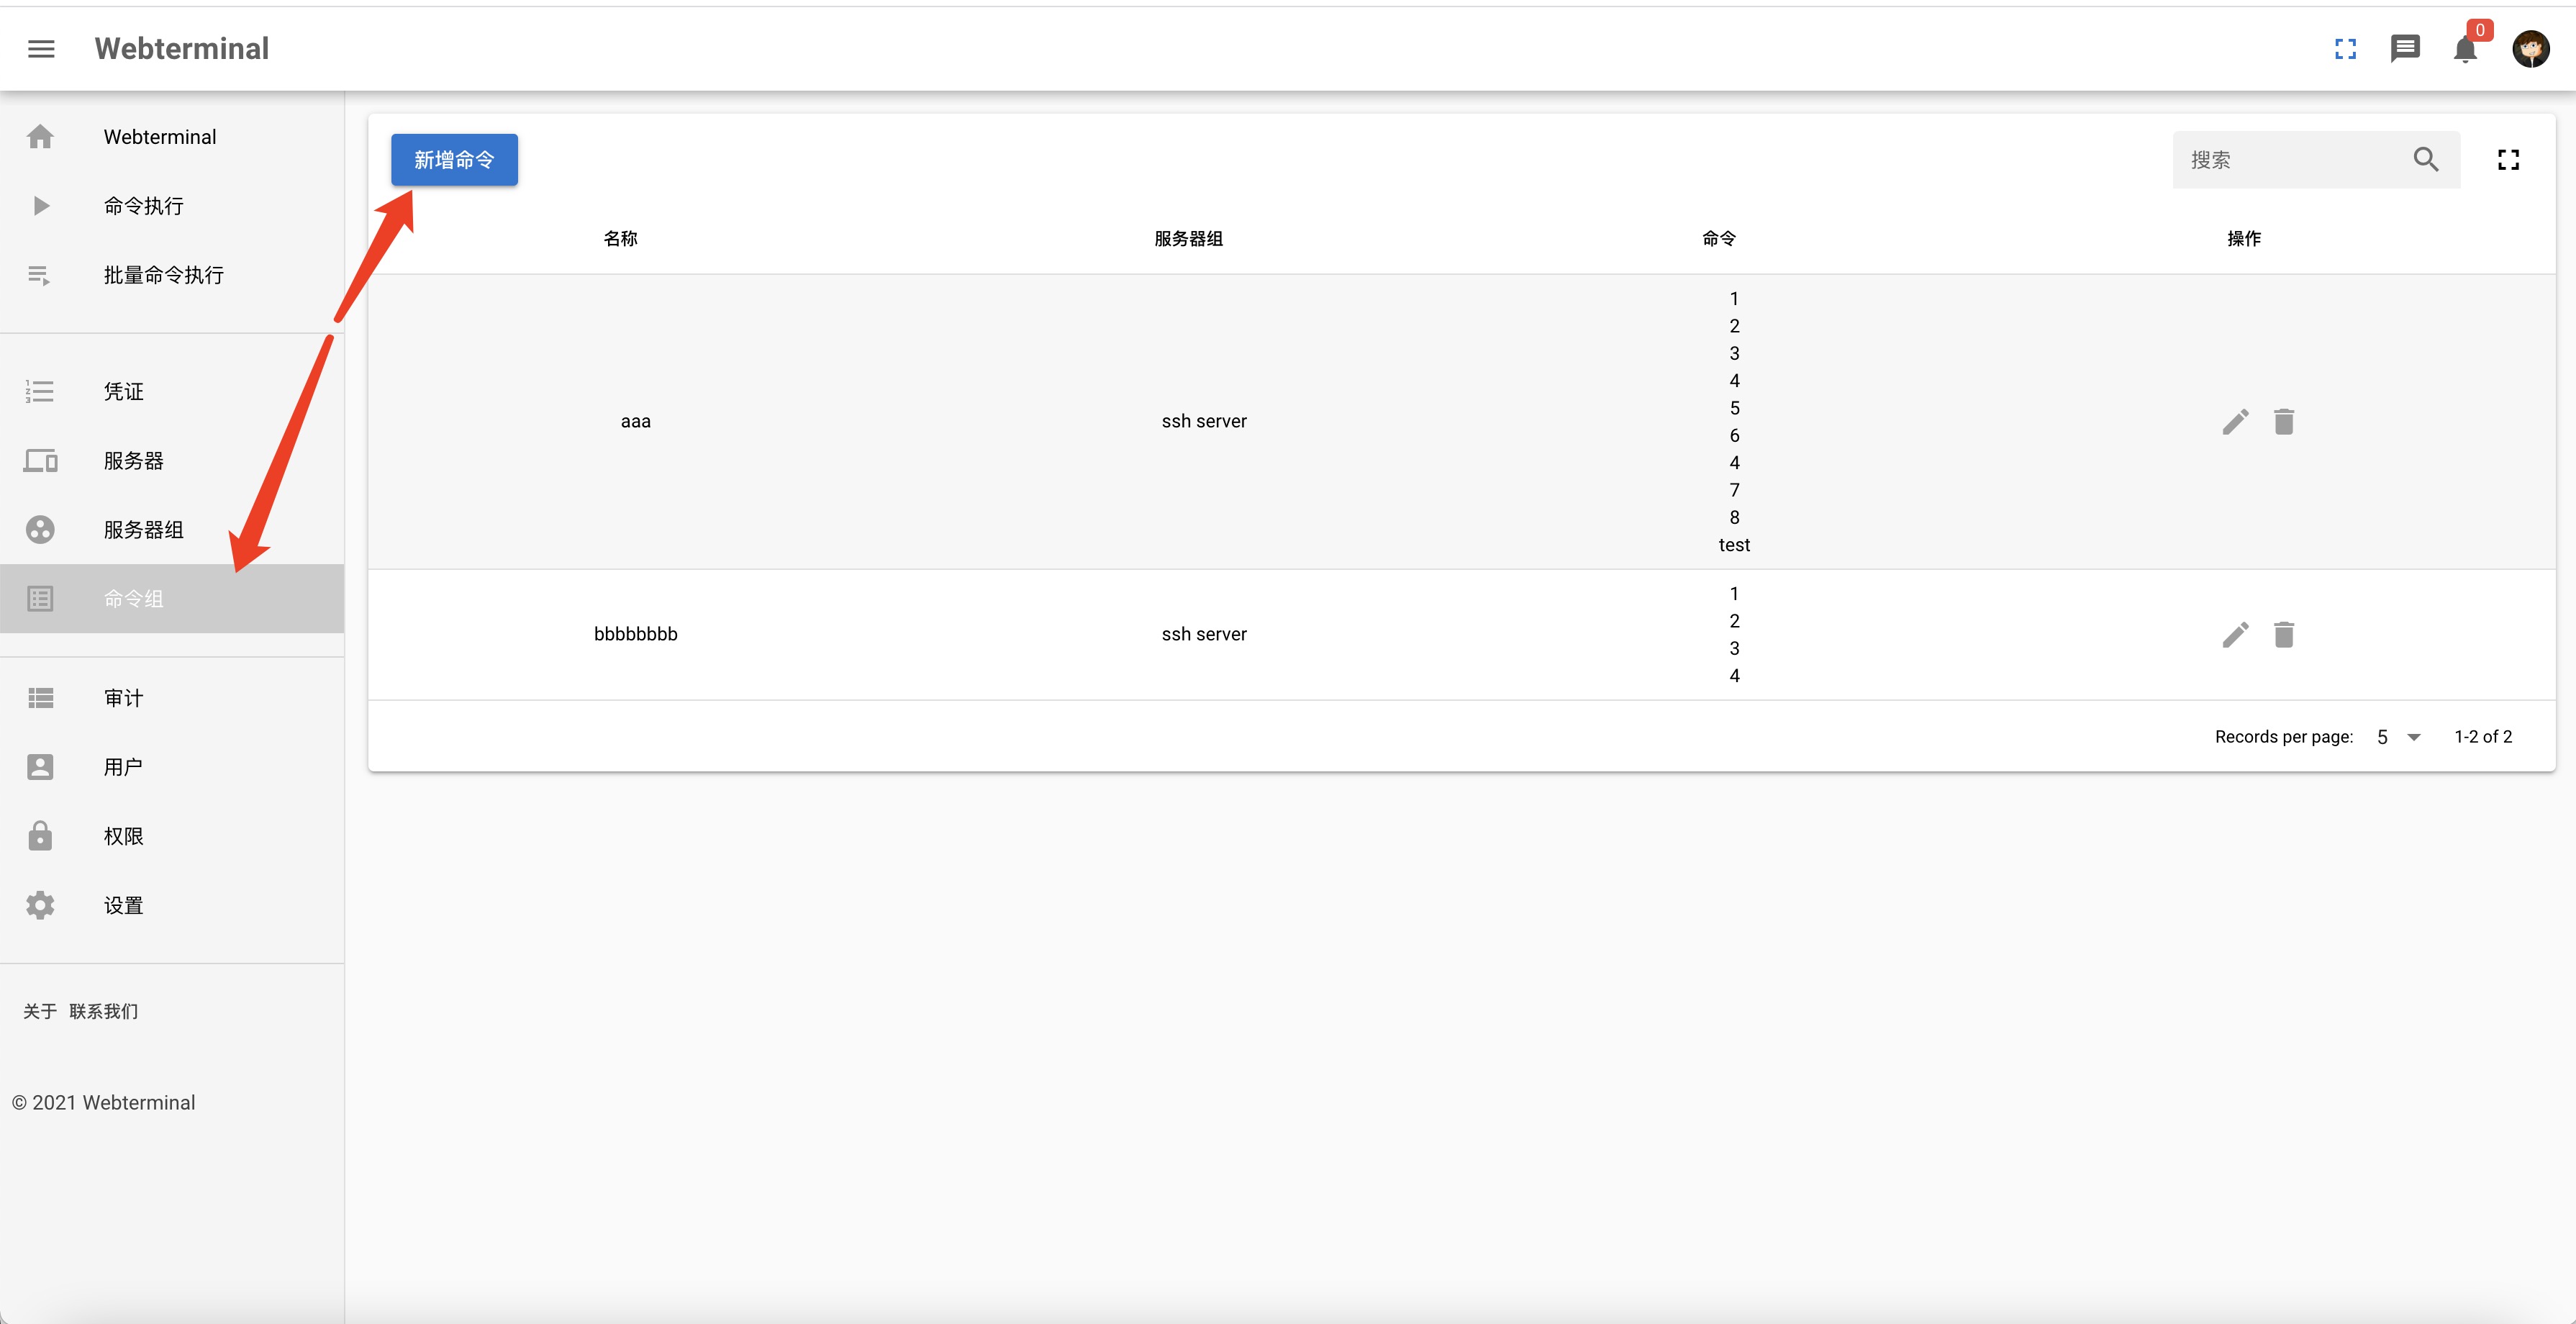 Webterminal
0
Webterminal
命令执行
批量命令执行
凭证
服务器
服务器组
命令组
审计
用户
权限
设置
关于 联系我们
© 2021 Webterminal
新增命令
搜索
名称 服务器组 命令 操作
aaa ssh server
1
2
3
4
5
6
4
7
8
test
bbbbbbbb ssh server
1
2
3
4
Records per page: 5 1-2 of 2